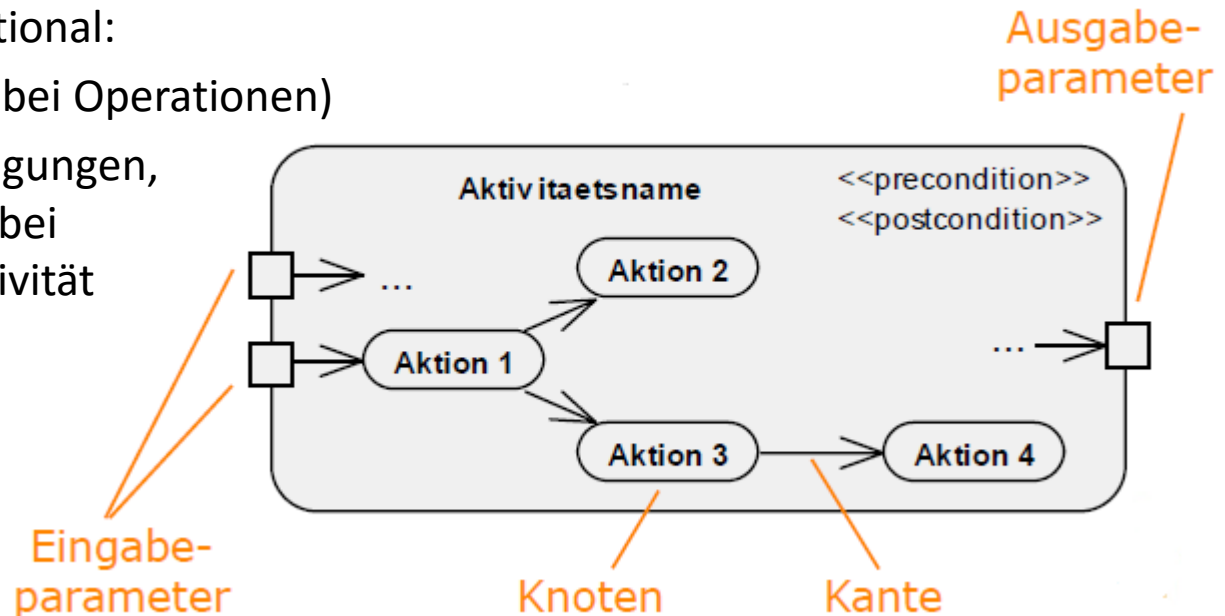 tional:
bei Operationen)
gungen,
bei
ivität
Ausgabe-
parameter
Aktivitaetsname
<<precondition>>
<<postcondition>>
...
Aktion 2
Aktion 1
...
Aktion 3
Aktion 4
Eingabe-
parameter
Knoten
Kante